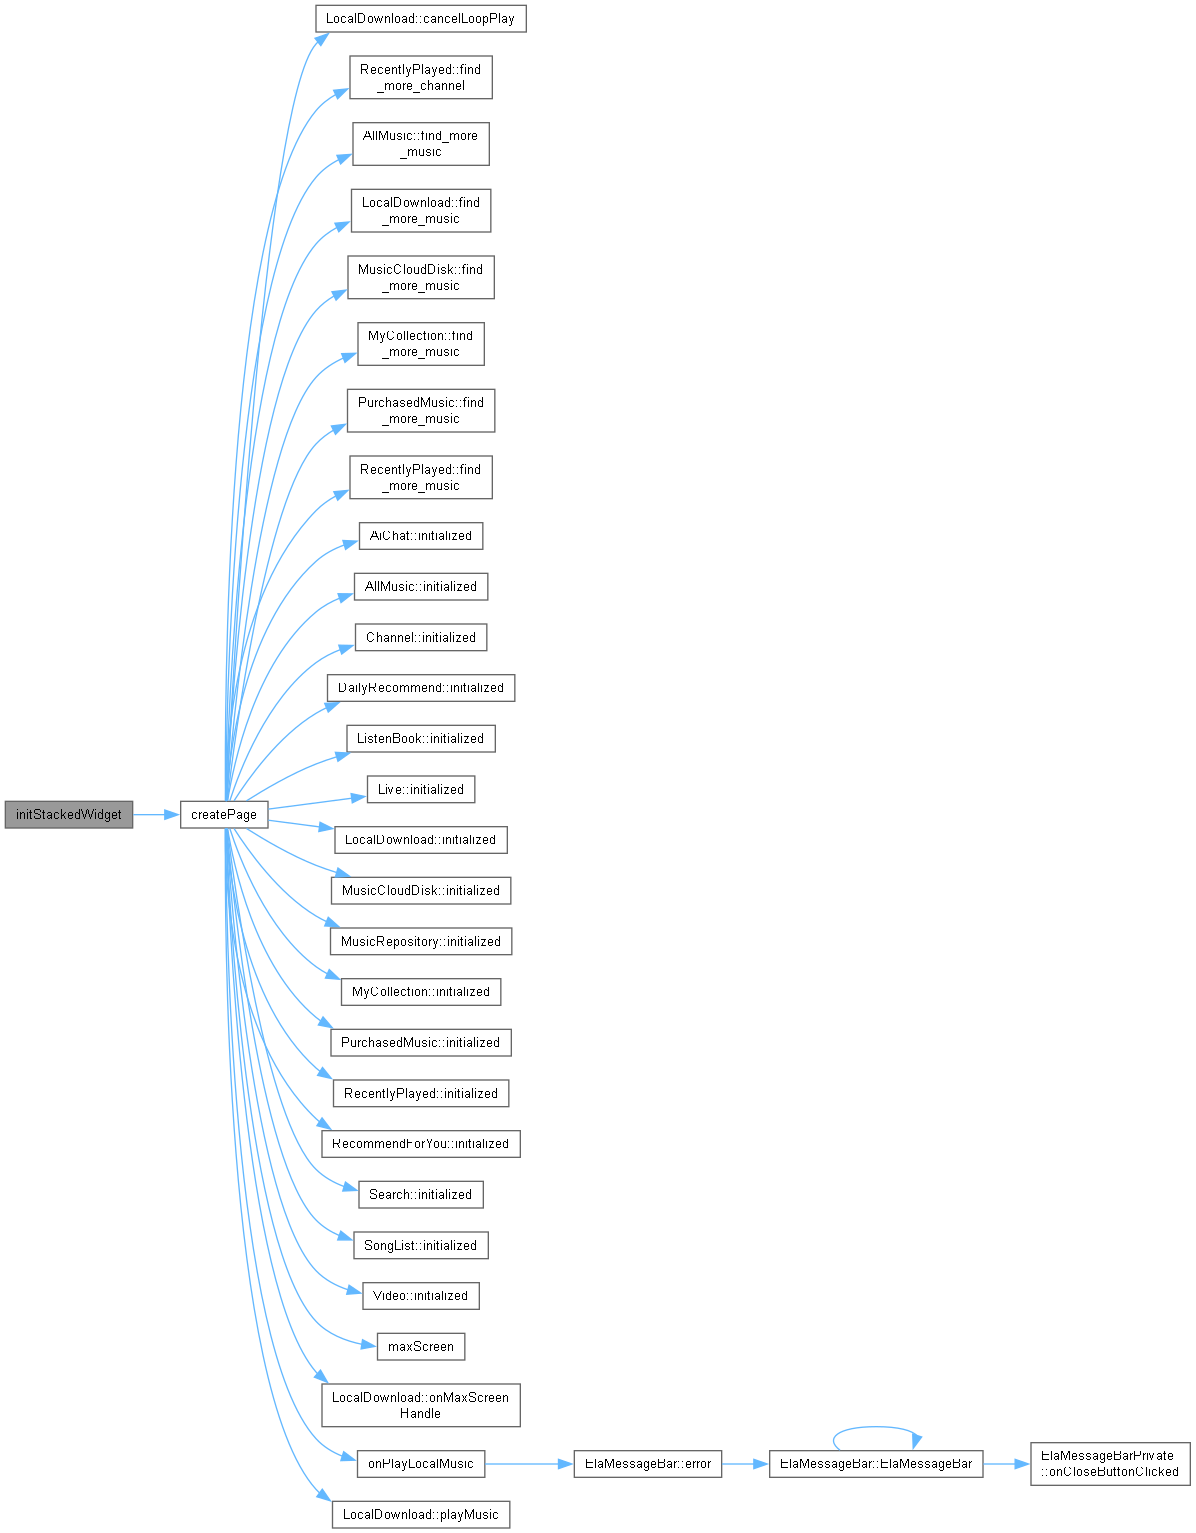 LocalDownload::cancelLoopPlay
RecentlyPlayed::find
_more_channel
AllMusic::find_more
_music
LocalDownload::find
_more_music
MusicCloudDisk::find
_more_music
MyCollection::find
_more_music
PurchasedMusic::find
_more_music
RecentlyPlayed::find
_more_music
AiChat::initialized
AllMusic::initialized
Channel::initialized
DailyRecommend::initialized
ListenBook::initialized
Live::initialized
initStackedWidget
createPage
LocalDownload::initialized
MusicCloudDisk::initialized
MusicRepository::initialized
MyCollection::initialized
PurchasedMusic::initialized
RecentlyPlayed::initialized
RecommendForYou::initialized
Search::initialized
SongList::initialized
Video::initialized
maxScreen
LocalDownload::onMaxScreen
Handle
onPlayLocalMusic
ElaMessageBar::error
ElaMessageBar::ElaMessageBar
ElaMessageBarPrivate
::onCloseButtonClicked
LocalDownload::playMusic